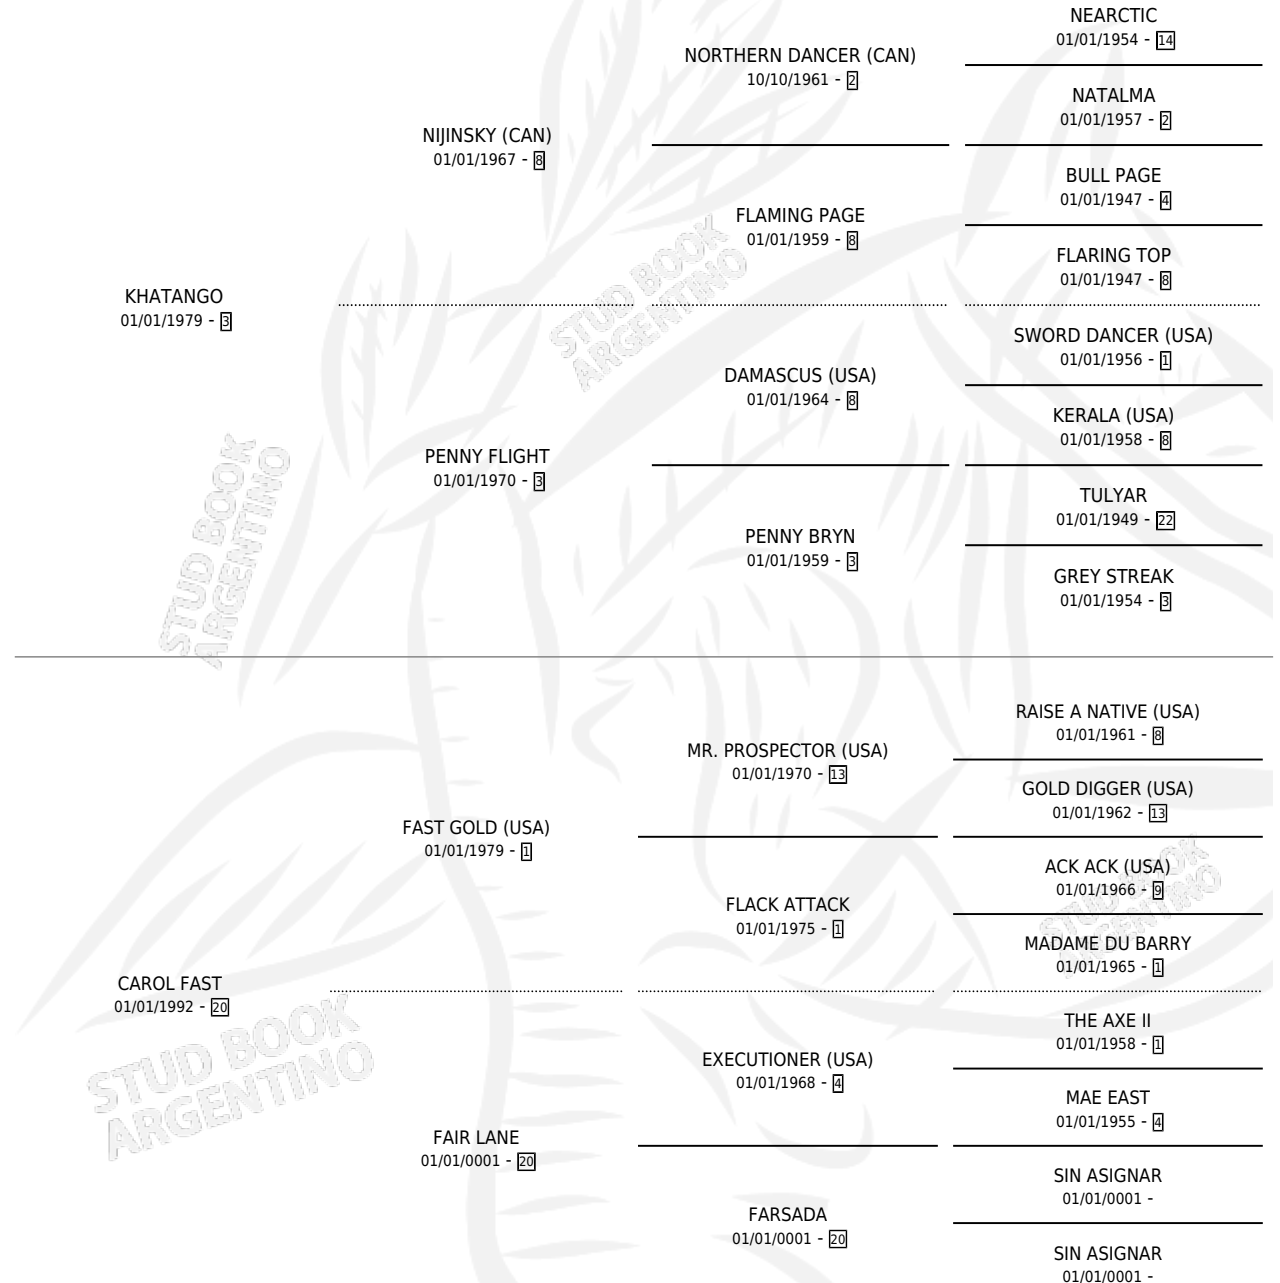 NEARCTIC
01/01/1954 - 14
NORTHERN DANCER (CAN)
10/10/1961 - 2
NATALMA
01/01/1957 - 2
NIJINSKY (CAN)
01/01/1967 - 8
BULL PAGE
01/01/1947 - 4
FLAMING PAGE
01/01/1959 - 8
FLARING TOP
01/01/1947 - 8
KHATANGO
01/01/1979 - 3
SWORD DANCER (USA)
01/01/1956 - 1
DAMASCUS (USA)
01/01/1964 - 8
KERALA (USA)
01/01/1958 - 8
PENNY FLIGHT
01/01/1970 - 3
TULYAR
01/01/1949 - 22
PENNY BRYN
01/01/1959 - 3
GREY STREAK
01/01/1954 - 3
RAISE A NATIVE (USA)
01/01/1961 - 8
MR. PROSPECTOR (USA)
01/01/1970 - 13
GOLD DIGGER (USA)
01/01/1962 - 13
FAST GOLD (USA)
01/01/1979 - 1
ACK ACK (USA)
01/01/1966 - 9
FLACK ATTACK
01/01/1975 - 1
MADAME DU BARRY
01/01/1965 - 1
CAROL FAST
01/01/1992 - 20
THE AXE II
01/01/1958 - 1
EXECUTIONER (USA)
01/01/1968 - 4
MAE EAST
01/01/1955 - 4
FAIR LANE
01/01/0001 - 20
SIN ASIGNAR
01/01/0001 -
FARSADA
01/01/0001 - 20
SIN ASIGNAR
01/01/0001 -
STUD BOOK
ARGENTINO
STUD BOOK
ARGENTINO
STUD BOOK
ARGENTINO
STUD BOOK
ARGENTINO